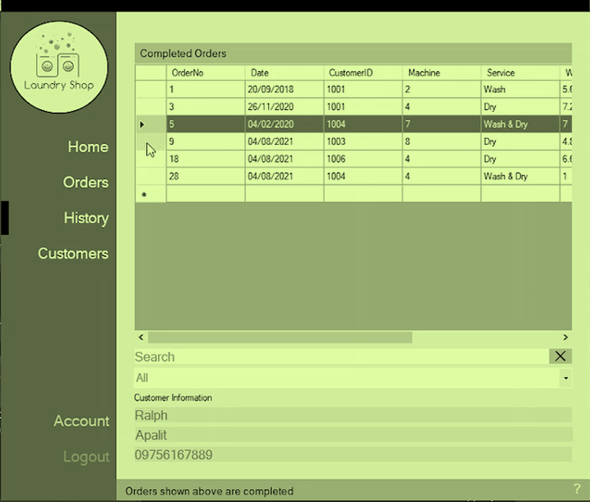 Laundry Shop
Home
Orders
History
Customers
Account
Logout
Completed Orders
OrderNo Date CustomerID Machine Service W
1 20/09/2018 1001 2 Wash 5.6
3 26/11/2020 1001 4 Dry 7.2
5 04/02/2020 1004 7 Wash & Dry 7
9 04/08/2021 1003 8 Dry 4.8
18 04/08/2021 1006 4 Dry 6.6
28 04/08/2021 1004 4 Wash & Dry 1
Search
All
Customer Information
Ralph
Apalit
09756167889
Orders shown above are completed
?